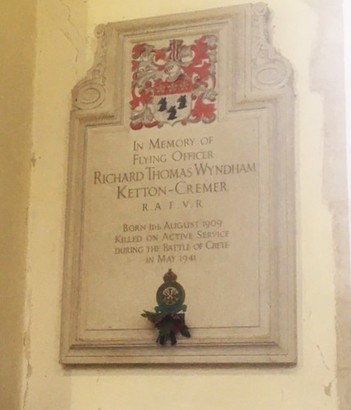 In Memory of
Flying Officer
Richard Thomas Wyndham
Ketton-Cremer
R.A.F.V.R
Born 11th August 1909
Killed on Active Service
during the Battle of Crete
in May 1941